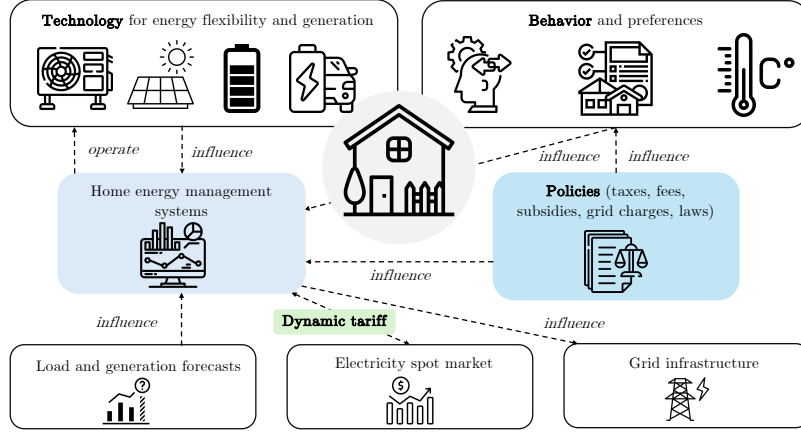 Technology for energy flexibility and generation
Behavior and preferences
C°
operate
influence
influence
influence
Home energy management
systems
Policies (taxes, fees,
subsidies, grid charges, laws)
influence
influence
Dynamic tariff
influence
Load and generation forecasts
?
Electricity spot market
$
Grid infrastructure